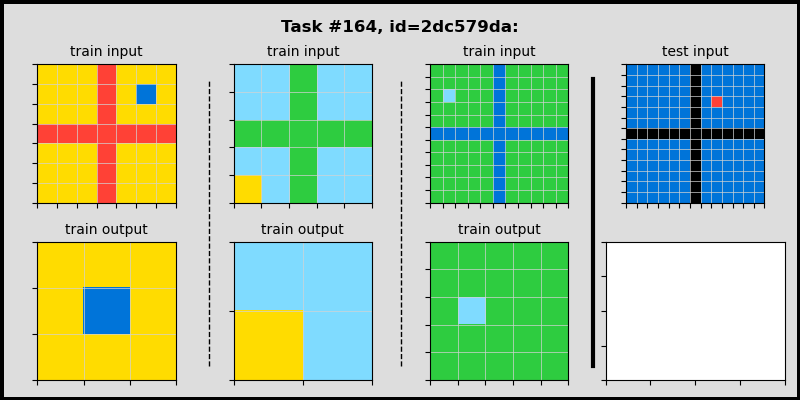 Task #164, id=2dc579da:
train input
train input
train input
test input
train output
train output
train output